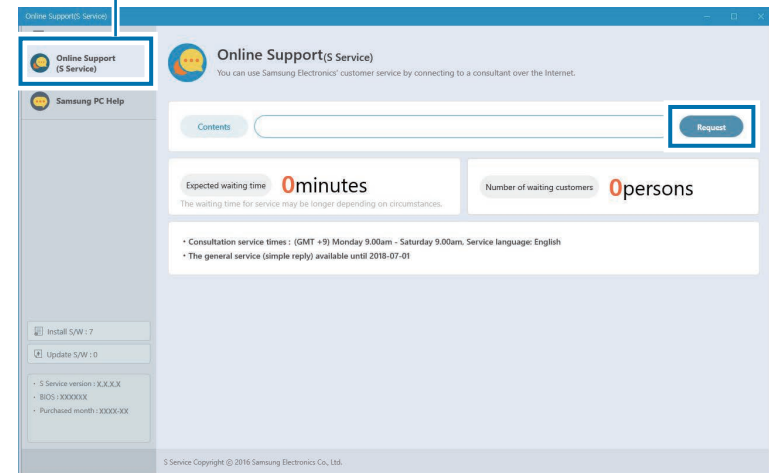 Online Support(S Service)
Online Support
(S Service)
Samsung PC Help
Online Support(S Service)
You can use Samsung Electronics' customer service by connecting to a consultant over the Internet.
Contents
Request
Expected waiting time 0minutes
The waiting time for service may be longer depending on circumstances.
Number of waiting customers 0persons
• Consultation service times : (GMT +9) Monday 9.00am - Saturday 9.00am. Service language: English
• The general service (simple reply) available until 2018-07-01
Install S/W : 7
Update S/W : 0
• S Service version : X.X.X.X
• BIOS : XXXXXX
• Purchased month : XXXX-XX
S Service Copyright ⓒ 2016 Samsung Electronics Co., Ltd.